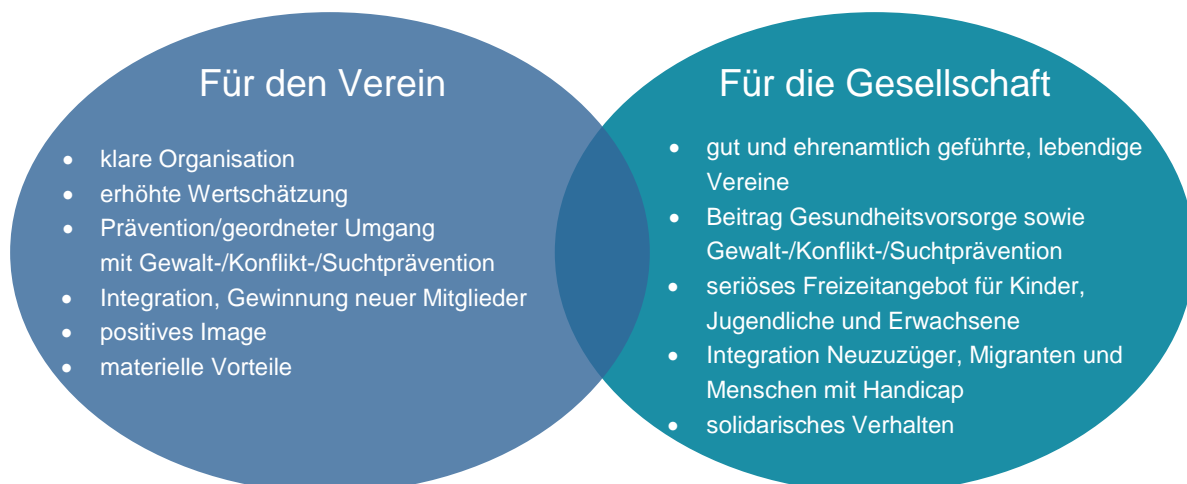 Für den Verein
• klare Organisation
• erhöhte Wertschätzung
• Prävention/geordneter Umgang
mit Gewalt-/Konflikt-/Suchtprävention
• Integration, Gewinnung neuer Mitglieder
• positives Image
• materielle Vorteile
Für die Gesellschaft
• gut und ehrenamtlich geführte, lebendige
Vereine
• Beitrag Gesundheitsvorsorge sowie
Gewalt-/Konflikt-/Suchtprävention
• seriöses Freizeitangebot für Kinder,
Jugendliche und Erwachsene
• Integration Neuzuzüger, Migranten und
Menschen mit Handicap
• solidarisches Verhalten